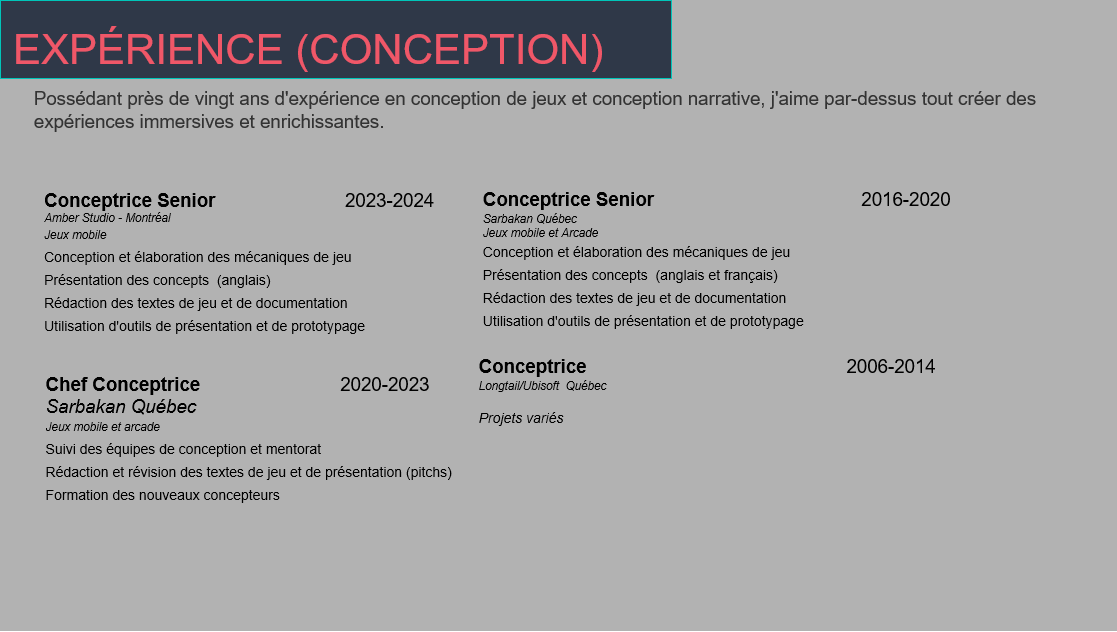 EXPÉRIENCE (CONCEPTION)
Possédant près de vingt ans d'expérience en conception de jeux et conception narrative, j'aime par-dessus tout créer des
expériences immersives et enrichissantes.
Conceptrice Senior 2023-2024
Amber Studio - Montréal
Jeux mobile
Conception et élaboration des mécaniques de jeu
Présentation des concepts  (anglais)
Rédaction des textes de jeu et de documentation
Utilisation d'outils de présentation et de prototypage
Chef Conceptrice 2020-2023
Sarbakan Québec
Jeux mobile et arcade
Suivi des équipes de conception et mentorat
Rédaction et révision des textes de jeu et de présentation (pitchs)
Formation des nouveaux concepteurs
Conceptrice Senior 2016-2020
Sarbakan Québec
Jeux mobile et Arcade
Conception et élaboration des mécaniques de jeu
Présentation des concepts  (anglais et français)
Rédaction des textes de jeu et de documentation
Utilisation d'outils de présentation et de prototypage
Conceptrice 2006-2014
Longtail/Ubisoft  Québec
Projets variés